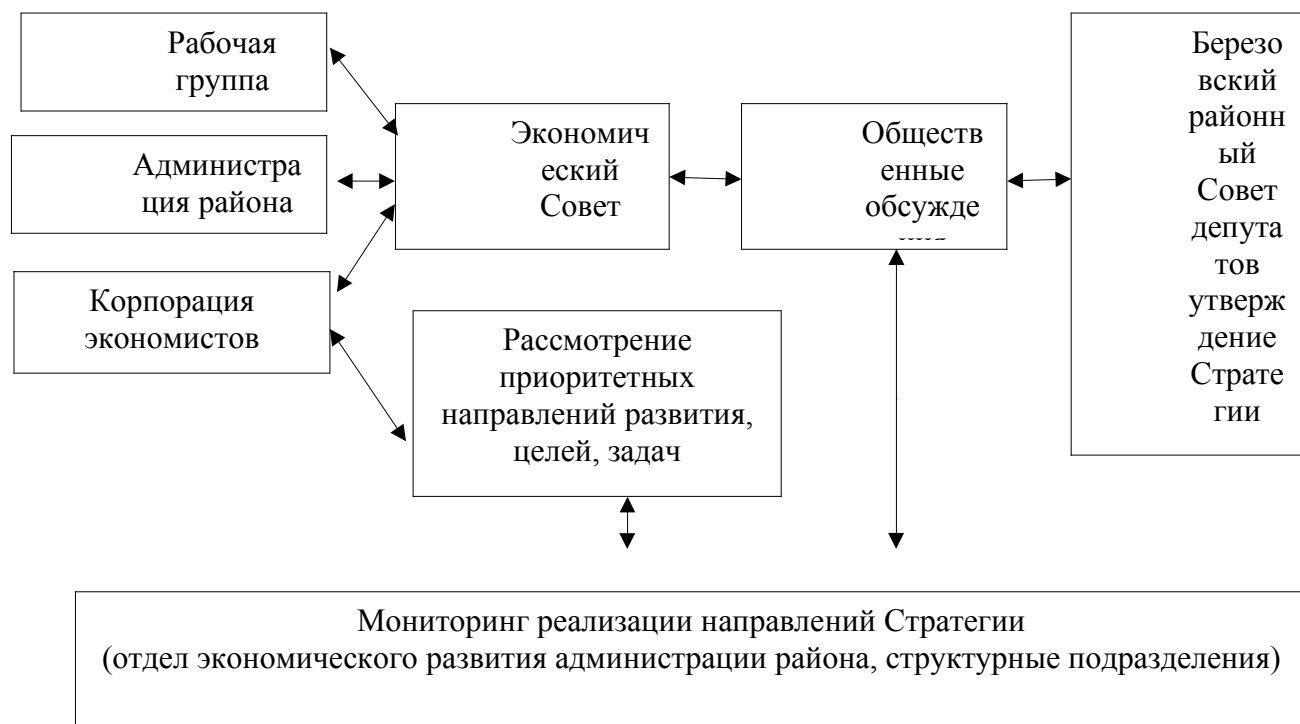 Рабочая
группа
Администра
ция района
Корпорация
экономистов
Экономич
еский
Совет
Рассмотрение
приоритетных
направлений развития,
целей, задач
Обществ
енные
обсужде
Березо
вский
районн
ый
Совет
депута
тов
утверж
дение
Страте
гии
Мониторинг реализации направлений Стратегии
(отдел экономического развития администрации района, структурные подразделения)